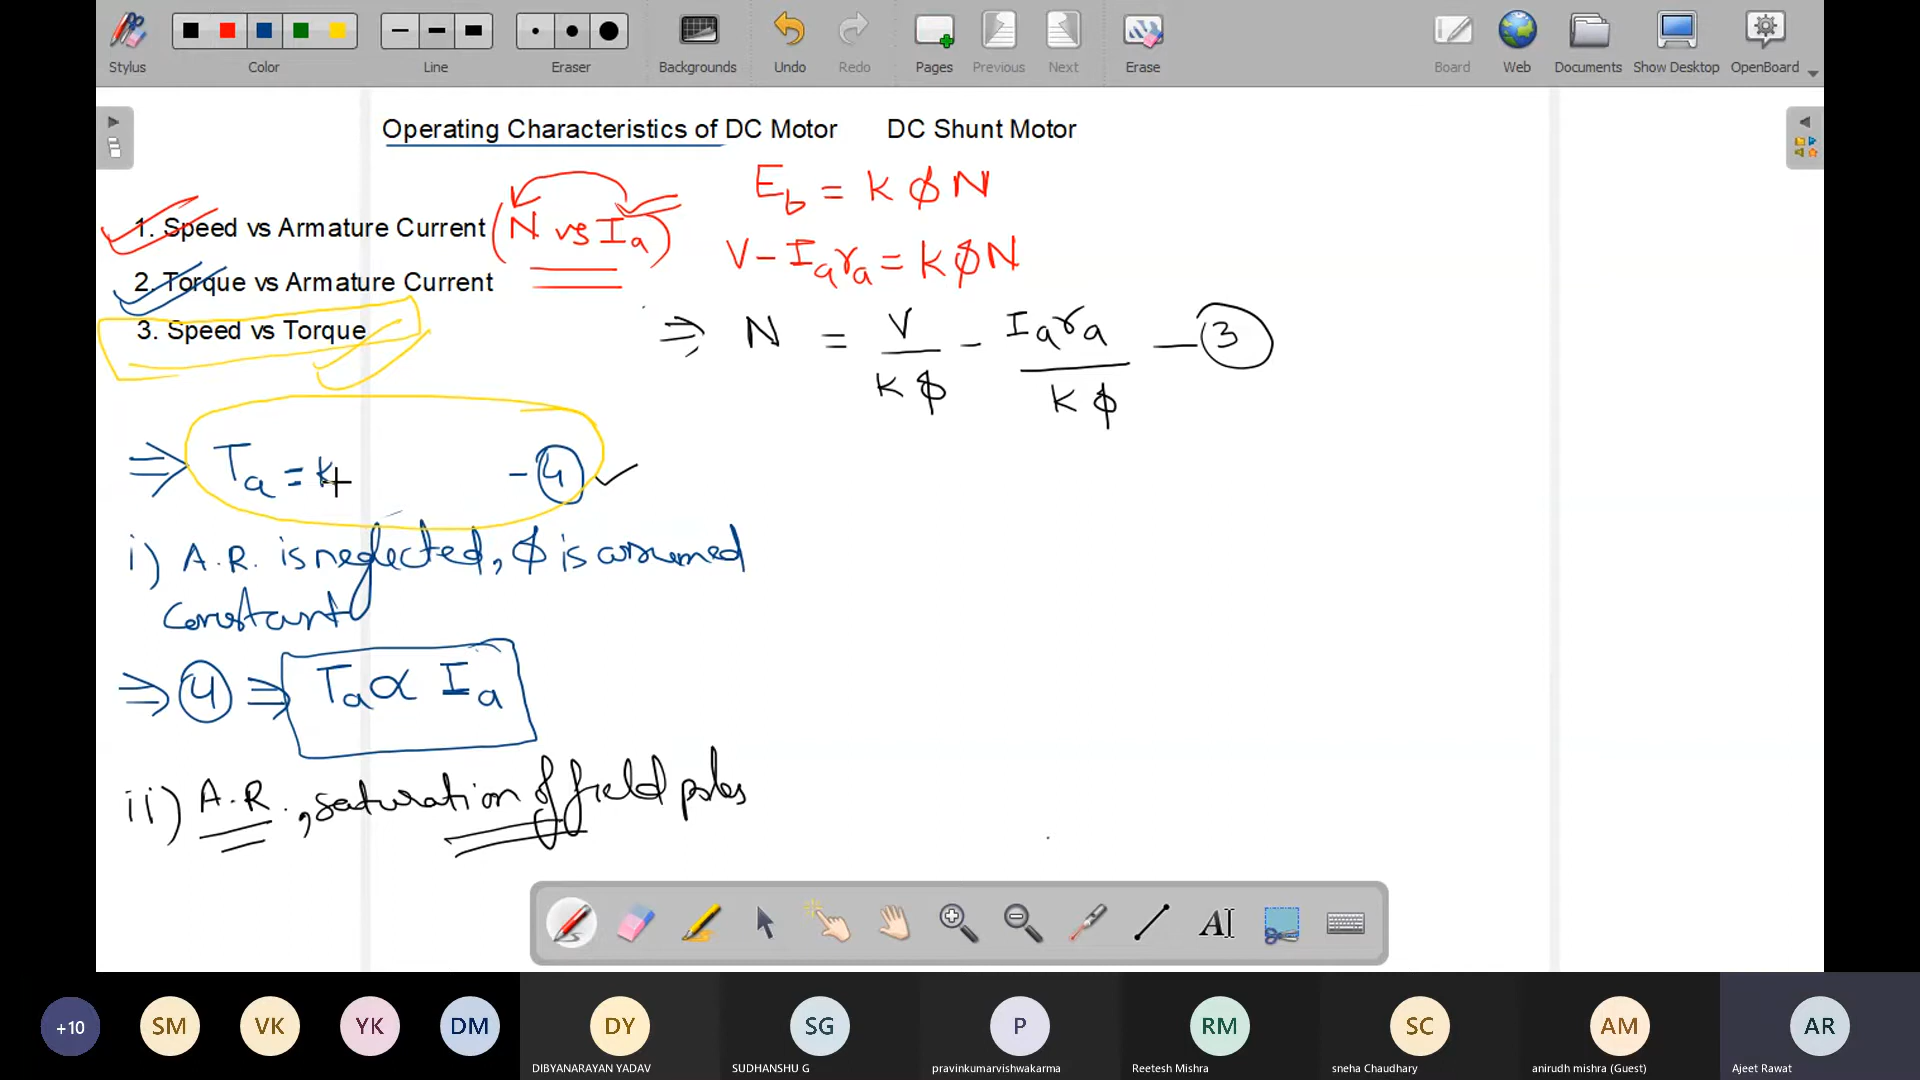 Stylus Color Line Eraser Backgrounds Undo Redo Pages Previous Next Erase Board Web Documents Show Desktop OpenBoard
Operating Characteristics of DC Motor DC Shunt Motor
1. Speed vs Armature Current (N vs Ia)
2. Torque vs Armature Current
3. Speed vs Torque
Eb = KϕN
V - Iara = KϕN
⇒ N = V/Kϕ - Iara/Kϕ - 3
⇒ Ta = K - 4
i) A.R. is neglected, ϕ is assumed
constant
⇒ 4 ⇒ Ta ∝ Ia
ii) A.R., saturation of field poles
AI
+10 SM VK YK DM DY SG P RM SC AM AR
DIBYANARAYAN YADAV SUDHANSHU G pravinkumarvishwakarma Reetesh Mishra sneha Chaudhary anirudh mishra (Guest) Ajeet Rawat